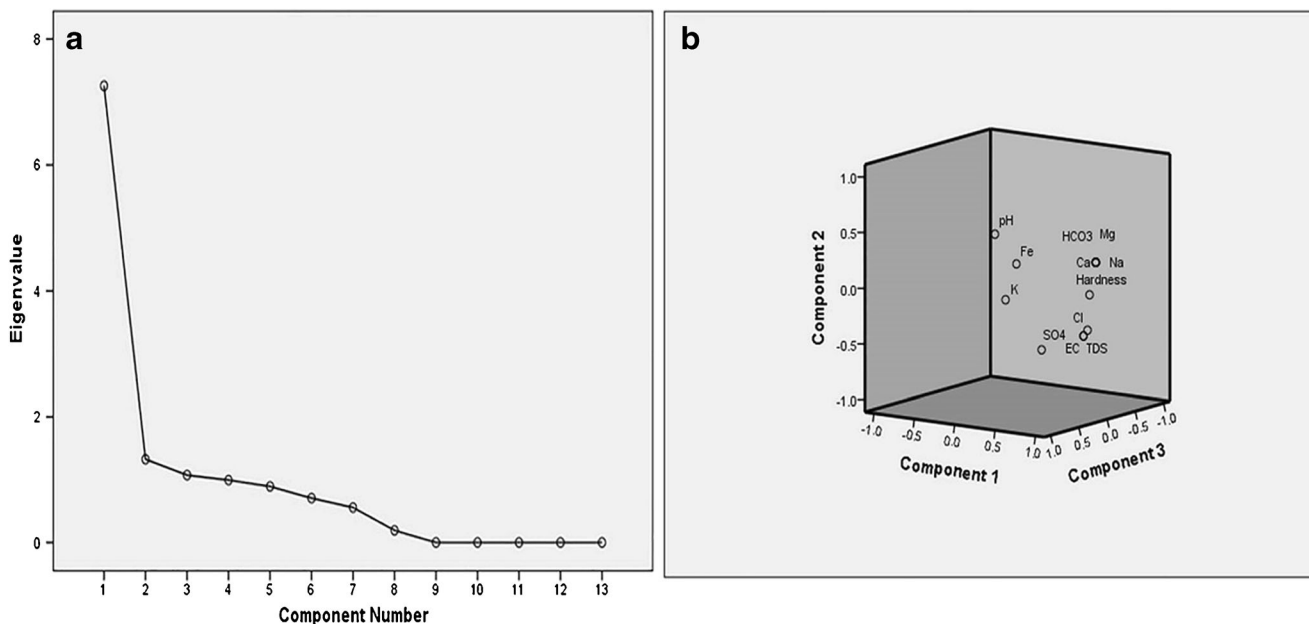 a
8
6
4
2
0
Eigenvalue
1 2 3 4 5 6 7 8 9 10 11 12 13
Component Number
b
1.0
0.5
0.0
-0.5
-1.0
Component 2
pH
Fe
K
HCO3 Mg
Ca Na
Hardness
Cl
SO4
EC TDS
-1.0 -0.5 0.0 0.5 1.0
Component 1
1.0 0.5 0.0 -0.5 -1.0
Component 3